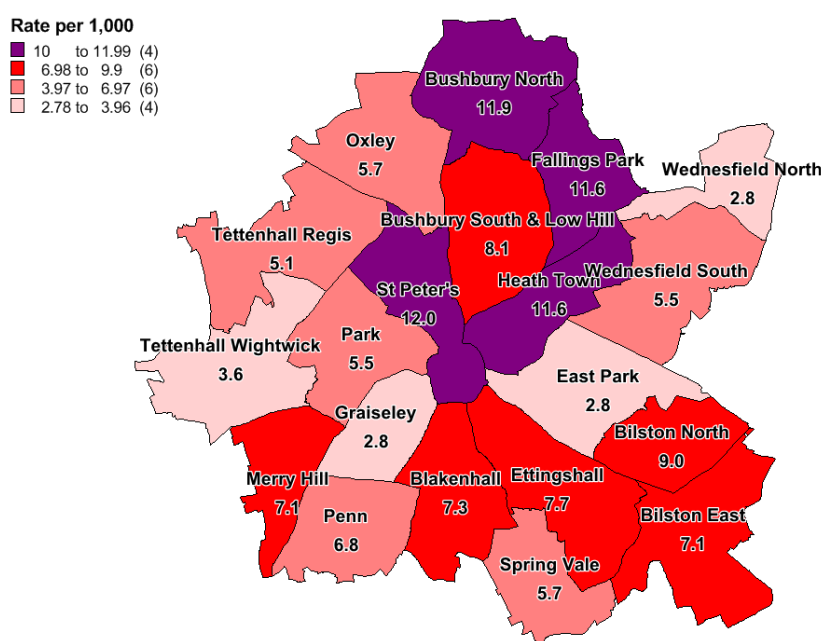 Rate per 1,000
10 to 11.99 (4)
6.98 to 9.9 (6)
3.97 to 6.97 (6)
2.78 to 3.96 (4)
Bushbury North
11.9
Oxley
5.7
Fallings Park
11.6
Wednesfield North
2.8
Bushbury South & Low Hill
8.1
Tettenhall Regis
5.1
Wednesfield South
5.5
Heath Town
11.6
St Peter's
12.0
Park
5.5
Tettenhall Wightwick
3.6
East Park
2.8
Graiseley
2.8
Bilston North
9.0
Merry Hill
7.1
Blakenhall
7.3
Ettingshall
7.7
Penn
6.8
Bilston East
7.1
Spring Vale
5.7